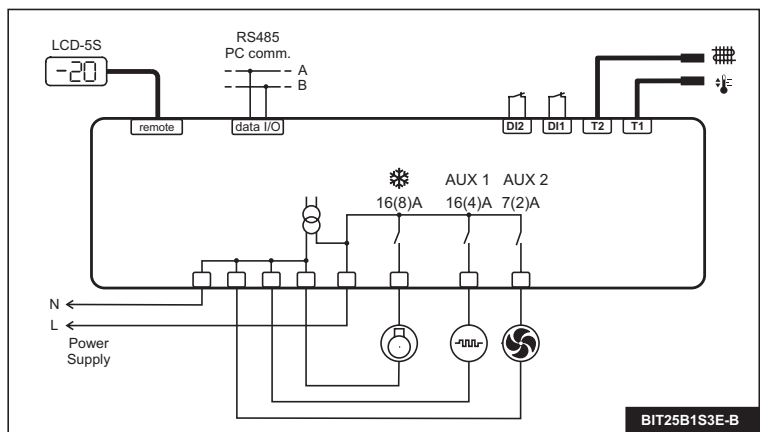 LCD-5S
-20
RS485
PC comm.
A
B
remote
data I/O
DI2
DI1
T2
T1
AUX 1
AUX 2
16(8)A
16(4)A
7(2)A
N
L
Power
Supply
BIT25B1S3E-B